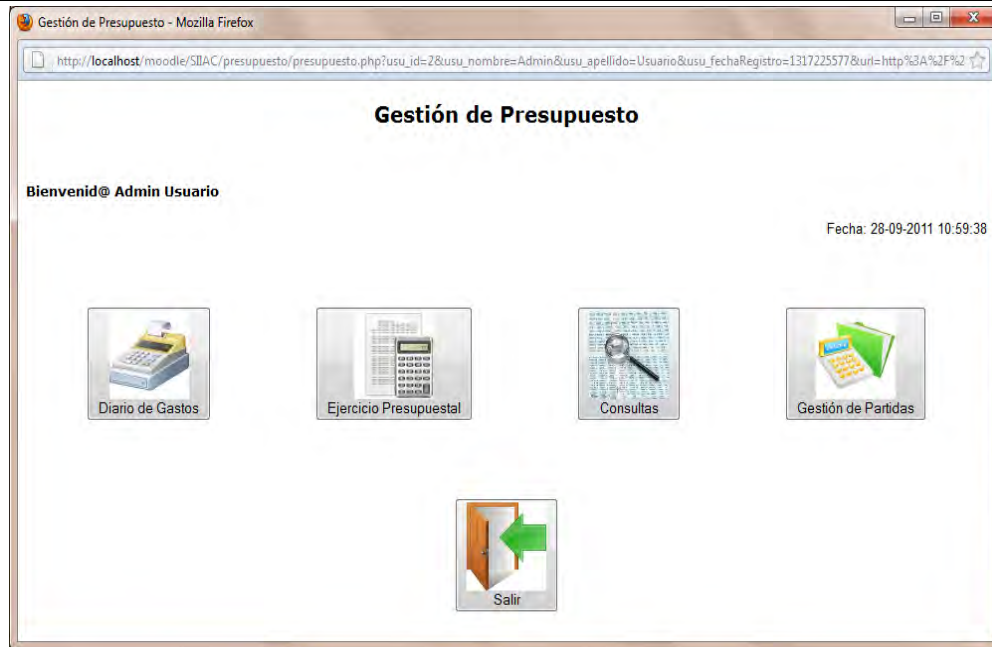 Gestión de Presupuesto - Mozilla Firefox
http://localhost/moodle/SIIAC/presupuesto/presupuesto.php?usu_id=2&usu_nombre=Admin&usu_apellido=Usuario&usu_fechaRegistro=1317225577&url=http%3A%2F%2
Gestión de Presupuesto
Bienvenid@ Admin Usuario
Fecha: 28-09-2011 10:59:38
Diario de Gastos
Ejercicio Presupuestal
Consultas
Gestión de Partidas
Salir